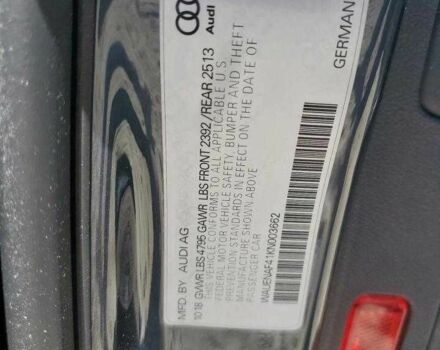 Audi
GERMAN
MFD. BY AUDI AG
10.18 GVWR LBS 4795 GAWR LBS FRONT 2392 /REAR 2513
THIS VEHICLE CONFORMS TO ALL APPLICABLE U.S.
FEDERAL MOTOR VEHICLE SAFETY, BUMPER AND THEFT
PREVENTION STANDARDS IN EFFECT ON THE DATE OF
MANUFACTURE SHOWN ABOVE
PASSENGER CAR
WAUENAF41KN003662